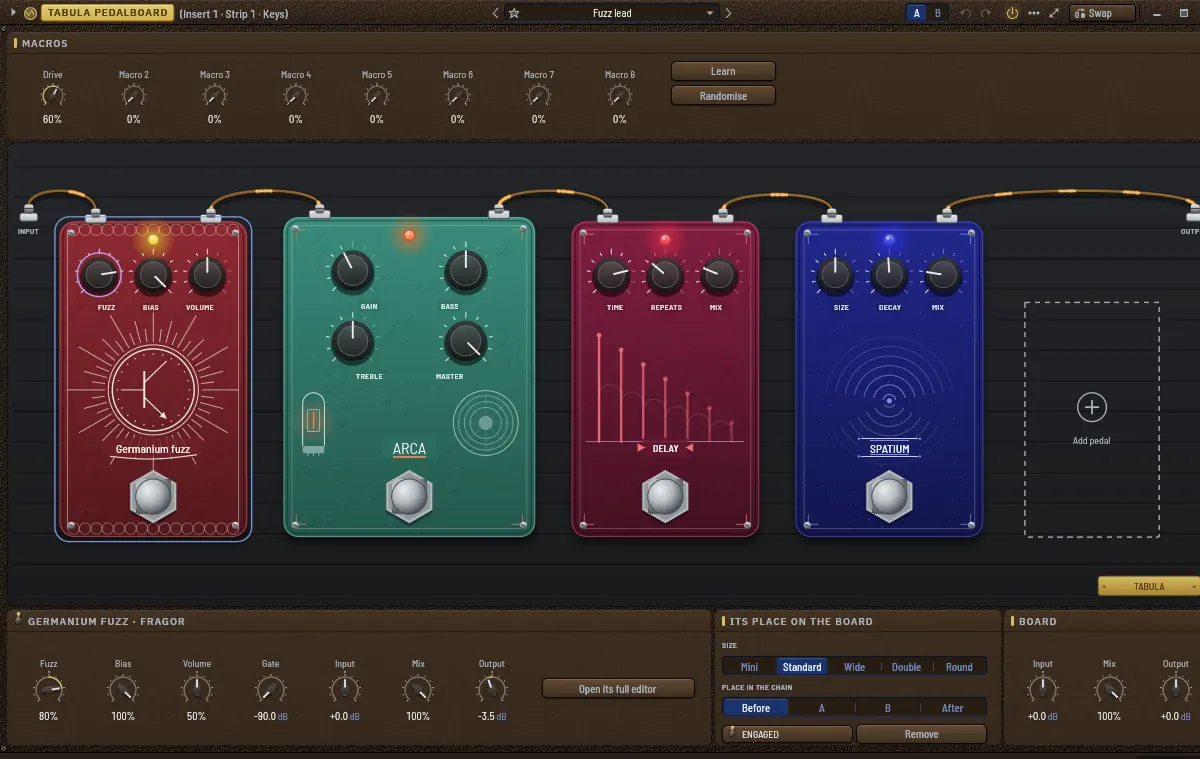 TABULA PEDALBOARD (Insert 1 · Strip 1 · Keys) Fuzz lead A B Swap
MACROS
Drive Macro 2 Macro 3 Macro 4 Macro 5 Macro 6 Macro 7 Macro 8
60% 0% 0% 0% 0% 0% 0% 0%
Learn
Randomise
INPUT
OUTP
FUZZ BIAS VOLUME
Germanium fuzz
GAIN BASS
TREBLE MASTER
ARCA
TIME REPEATS MIX
DELAY
SIZE DECAY MIX
SPATIUM
Add pedal
TABULA
GERMANIUM FUZZ · FRAGOR
Fuzz Bias Volume Gate Input Mix Output
80% 100% 50% -90.0 dB +0.0 dB 100% -3.5 dB
Open its full editor
ITS PLACE ON THE BOARD
SIZE
Mini Standard Wide Double Round
PLACE IN THE CHAIN
Before A B After
ENGAGED Remove
BOARD
Input Mix Output
+0.0 dB 100% +0.0 dB